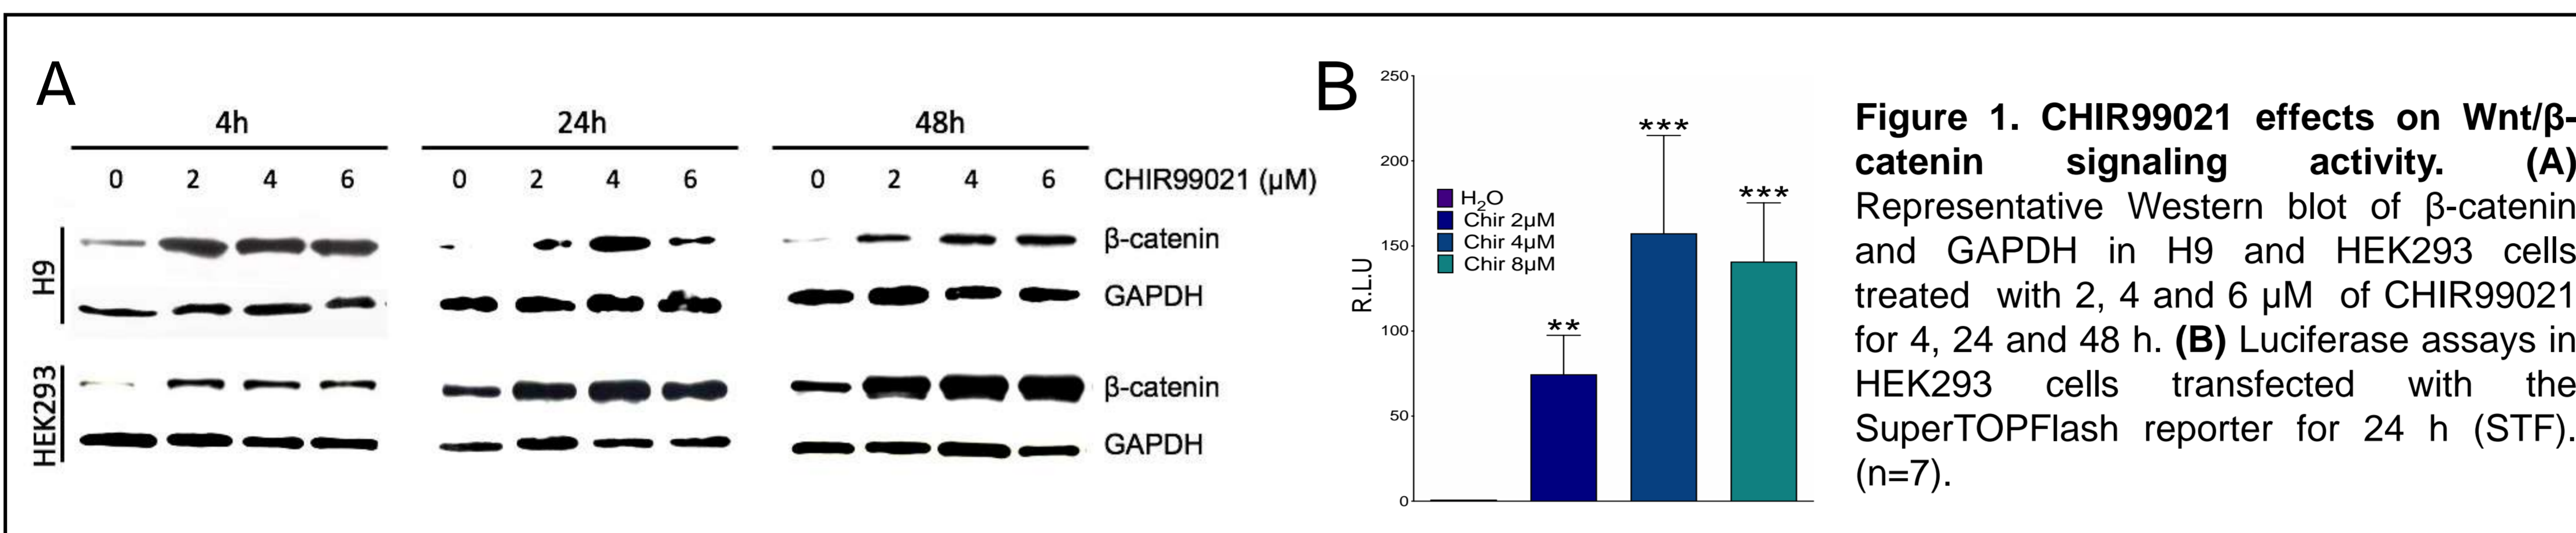 A
4h 24h 48h
0 2 4 6 0 2 4 6 0 2 4 6 CHIR99021 (µM)
H9
β-catenin
GAPDH
HEK293
β-catenin
GAPDH
B
250
200
150
100
50
0
R.L.U
H₂O
Chir 2µM
Chir 4µM
Chir 8µM
**
***
***
Figure 1. CHIR99021 effects on Wnt/β-
catenin signaling activity. (A)
Representative Western blot of β-catenin
and GAPDH in H9 and HEK293 cells
treated with 2, 4 and 6 µM of CHIR99021
for 4, 24 and 48 h. (B) Luciferase assays in
HEK293 cells transfected with the
SuperTOPFlash reporter for 24 h (STF).
(n=7).